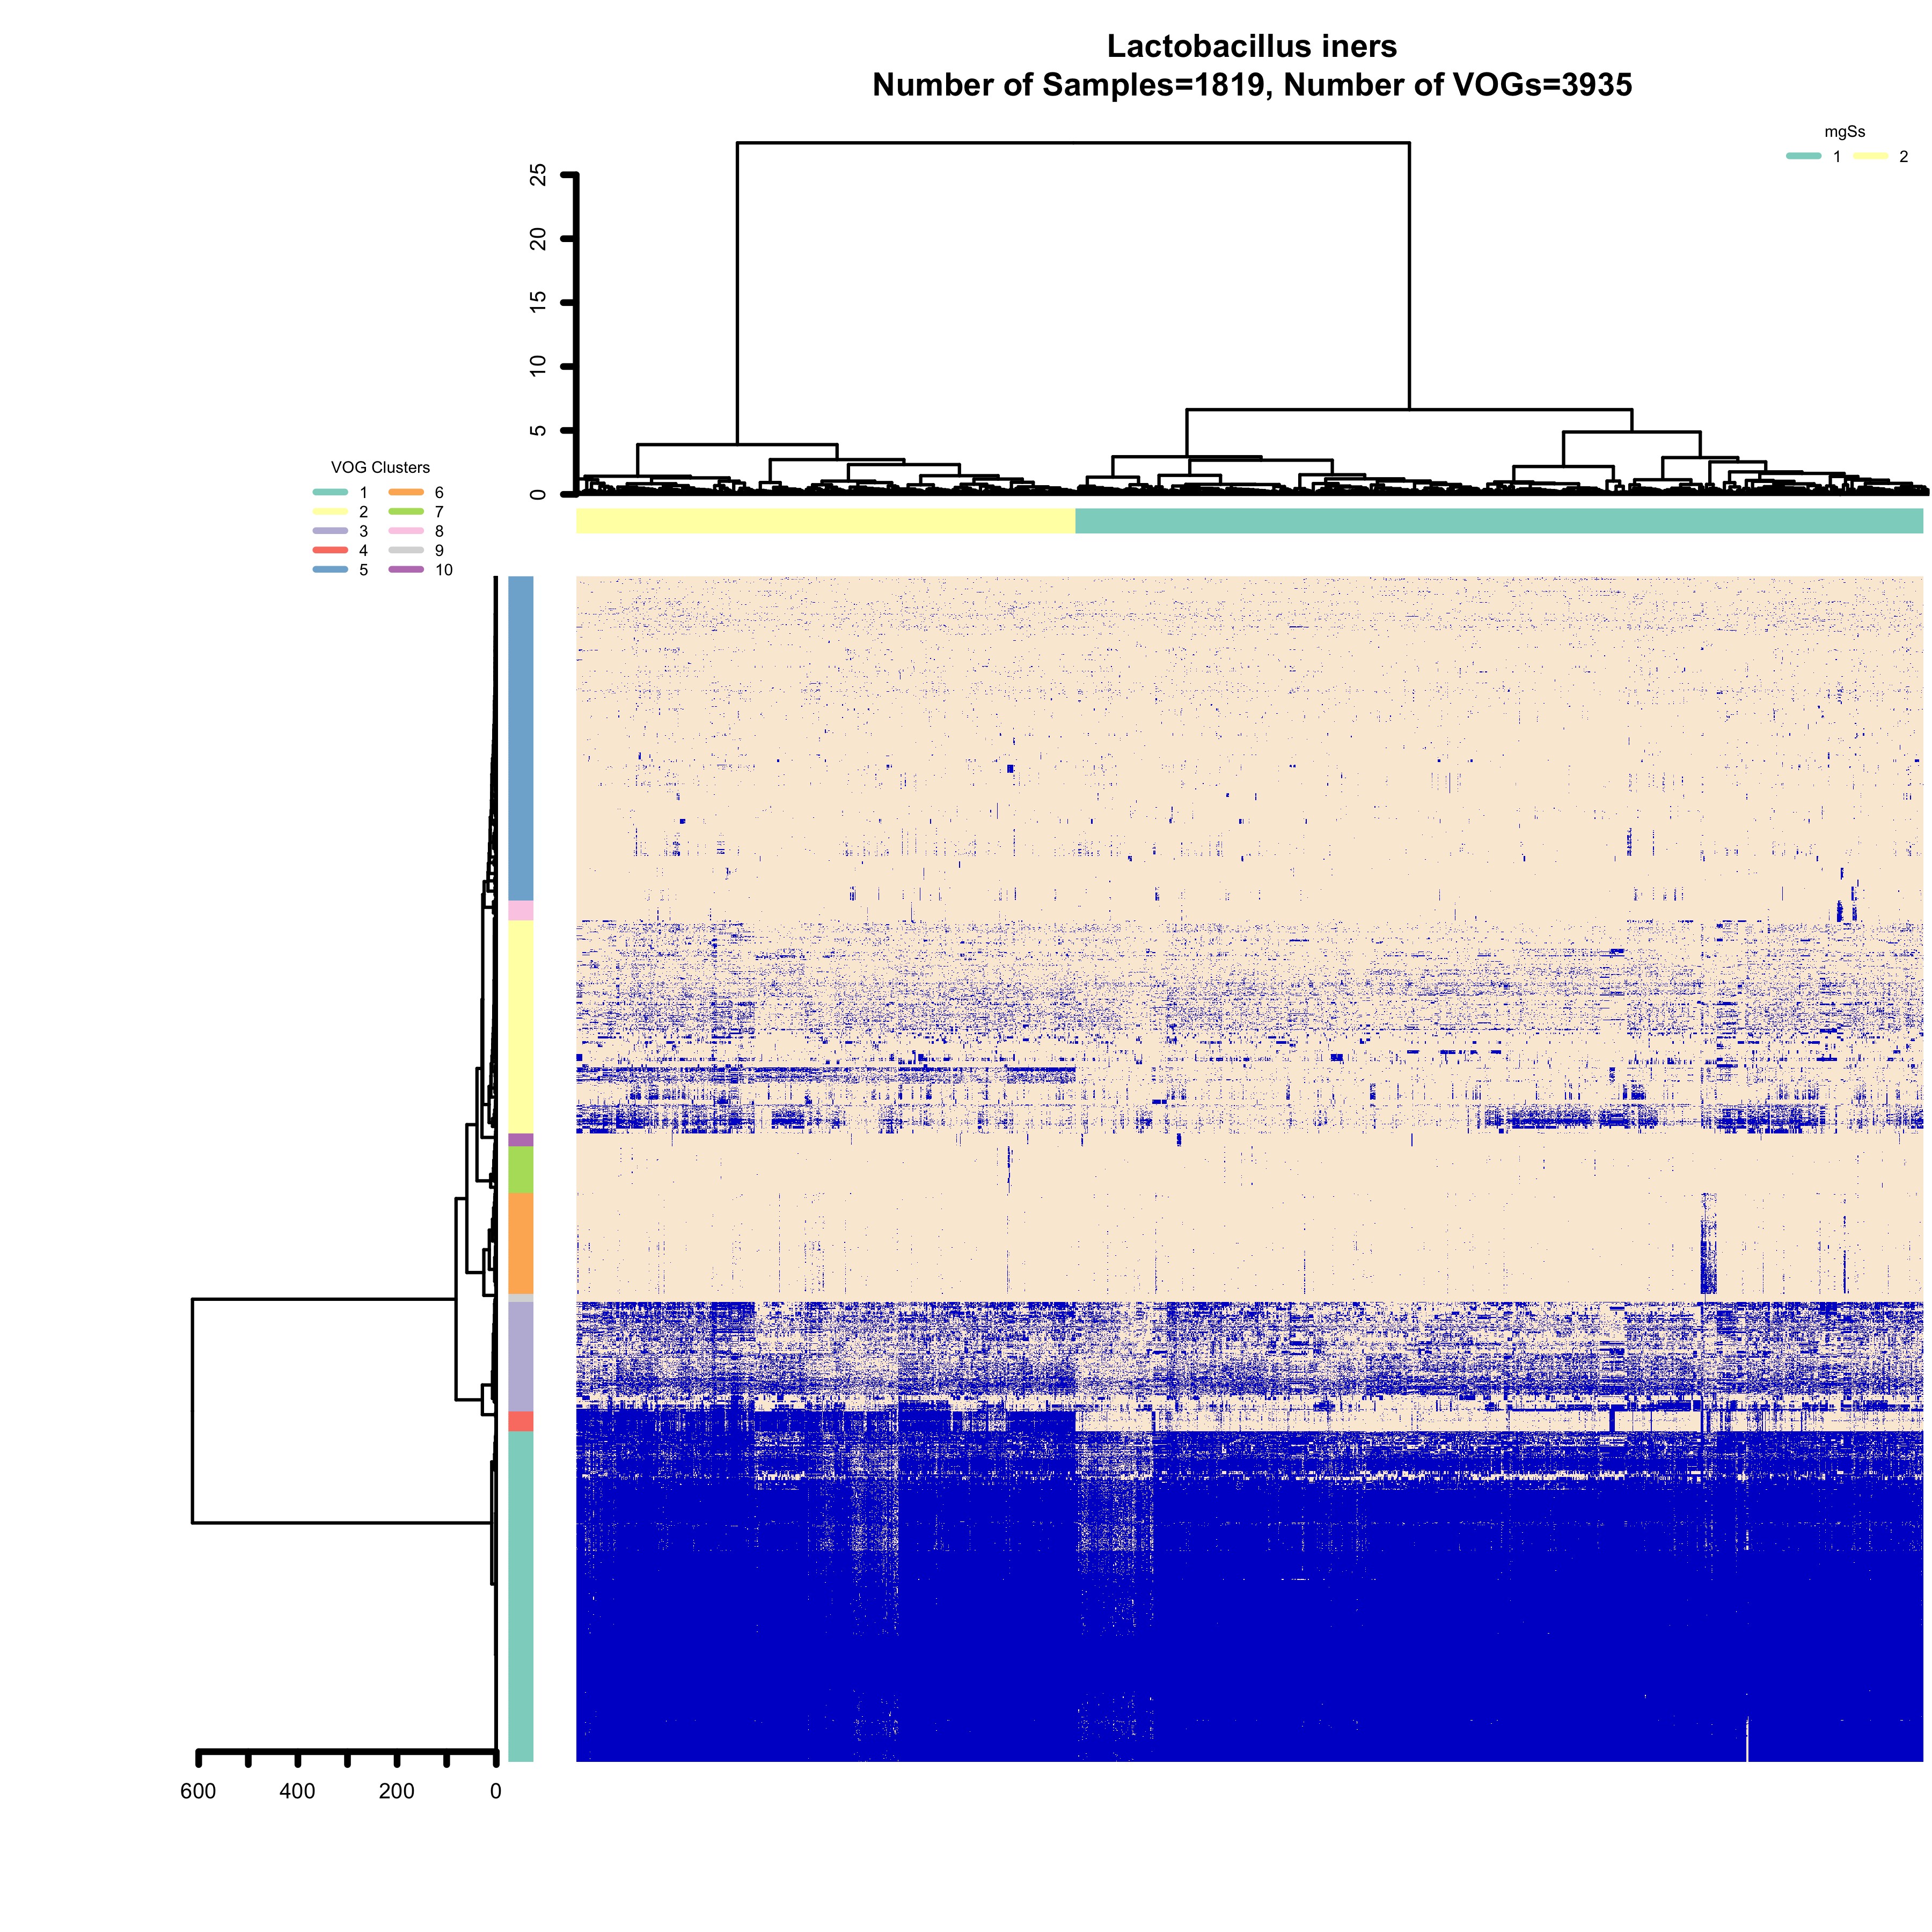 Lactobacillus iners
Number of Samples=1819, Number of VOGs=3935
mgSs
1 2
25
20
15
10
5
0
VOG Clusters
1 6
2 7
3 8
4 9
5 10
600 400 200 0